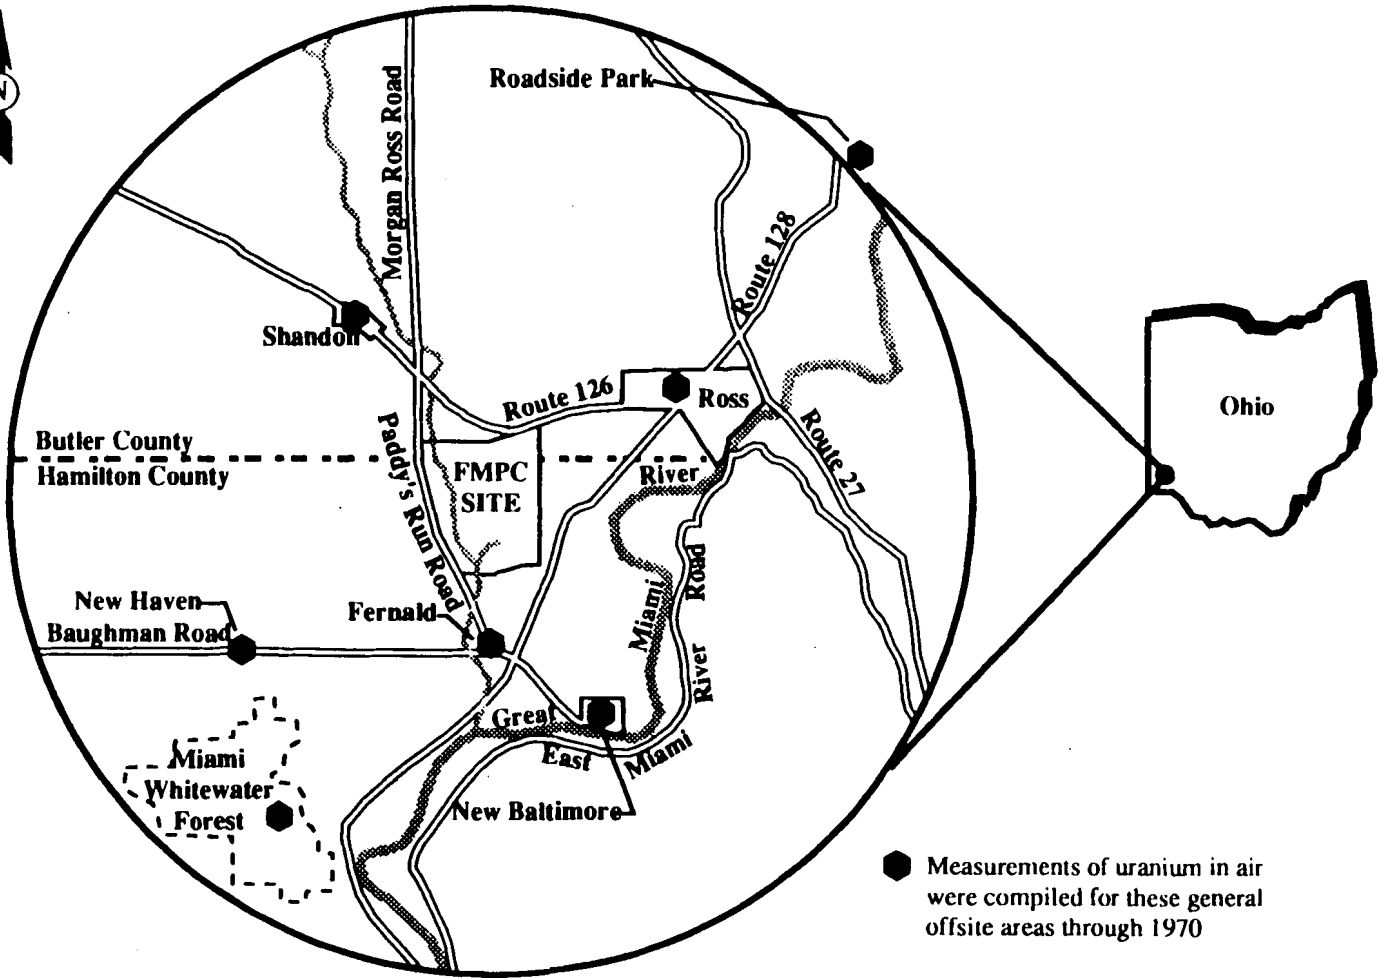 N
Roadside Park
Morgan Ross Road
Route 128
Shandon
Ohio
Route 126
Ross
Route 27
Butler County
Hamilton County
Paddy's Run Road
FMPC
SITE
River
Road
Miami
New Haven
Baughman Road
Fernald
River
Great
East
Miami
Miami
Whitewater
Forest
New Baltimore
Measurements of uranium in air
were compiled for these general
offsite areas through 1970